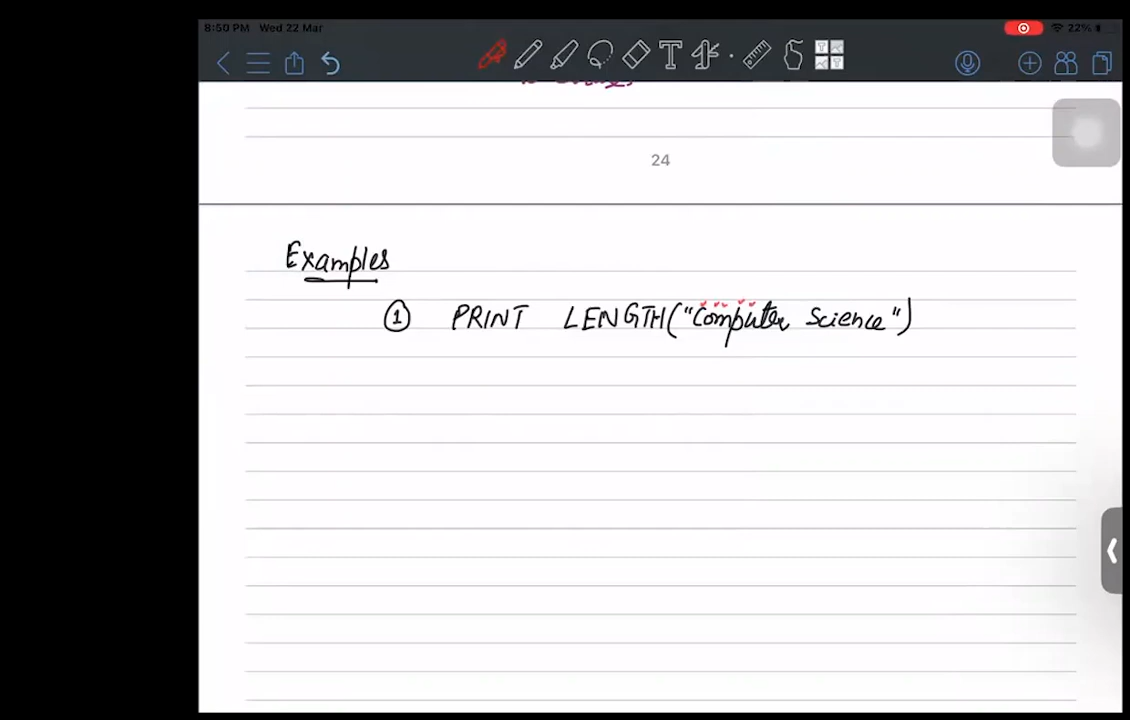 8:50 PM Wed 22 Mar
22%
24
Examples
1 PRINT LENGTH("Computer Science")